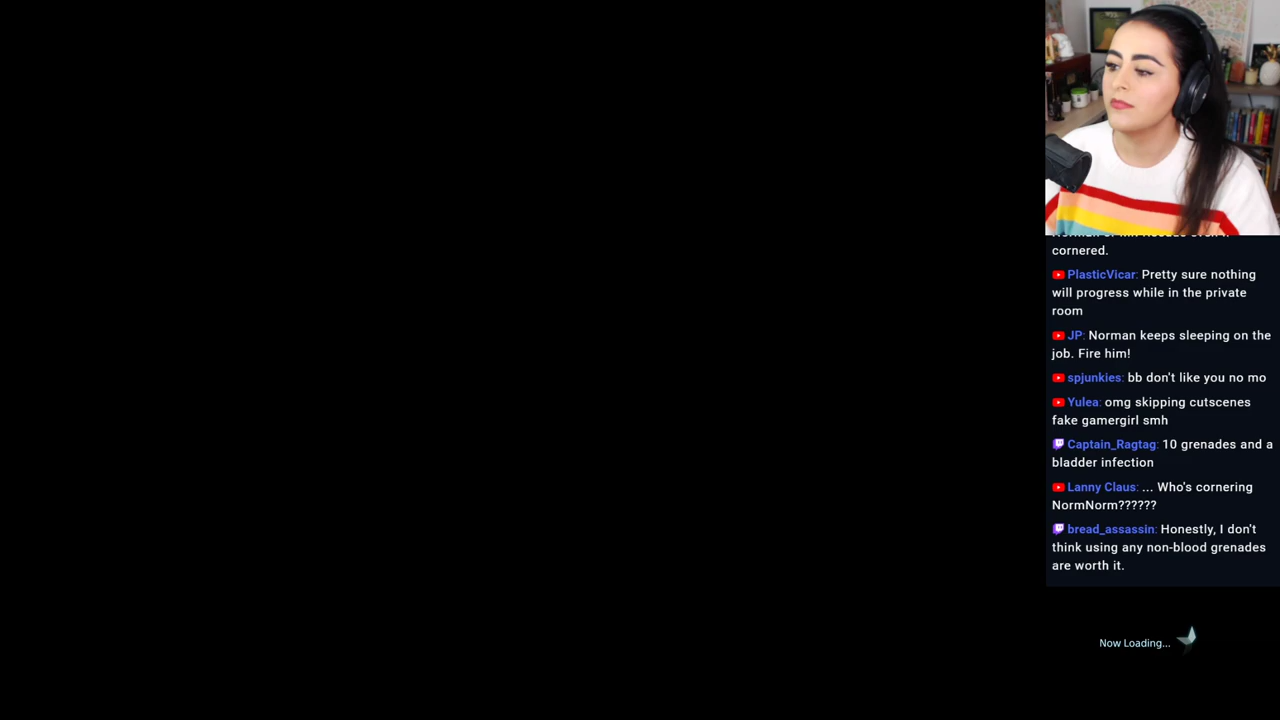 cornered.
PlasticVicar: Pretty sure nothing
will progress while in the private
room
JP: Norman keeps sleeping on the
job. Fire him!
spjunkies: bb don't like you no mo
Yulea: omg skipping cutscenes
fake gamergirl smh
Captain_Ragtag: 10 grenades and a
bladder infection
Lanny Claus: ... Who's cornering
NormNorm??????
bread_assassin: Honestly, I don't
think using any non-blood grenades
are worth it.
Now Loading...